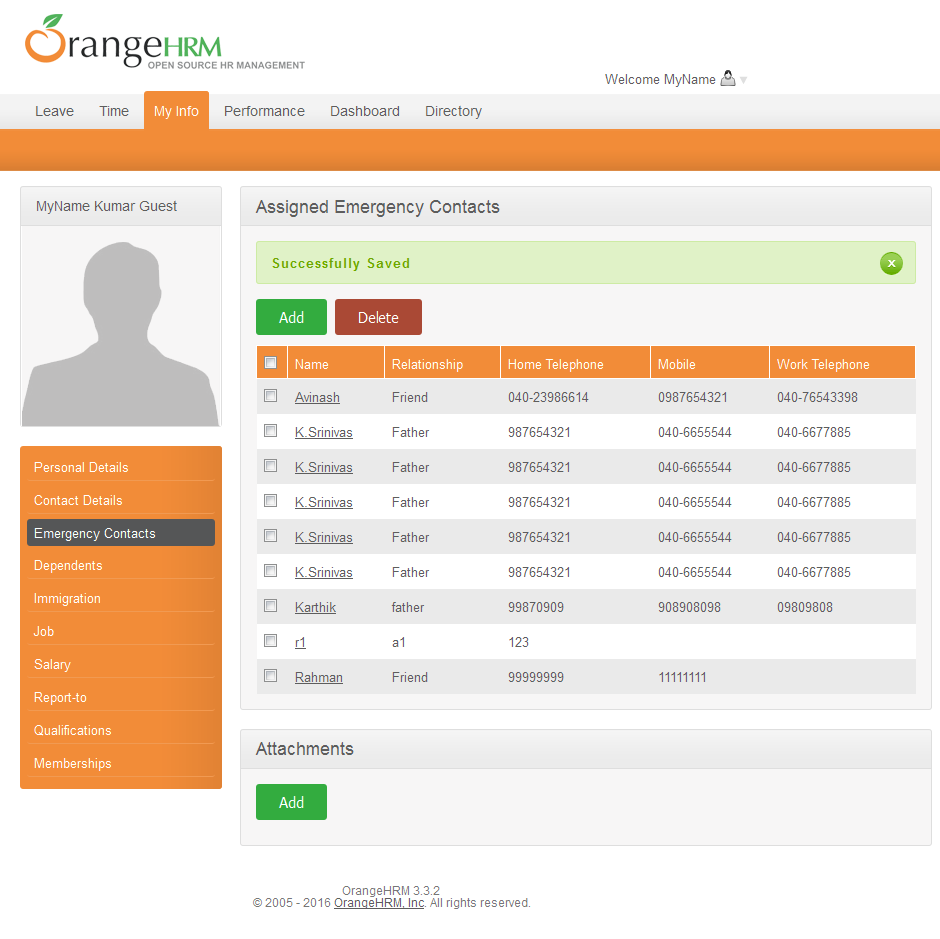 OrangeHRM
OPEN SOURCE HR MANAGEMENT
Welcome MyName
Leave Time My Info Performance Dashboard Directory
MyName Kumar Guest
Personal Details
Contact Details
Emergency Contacts
Dependents
Immigration
Job
Salary
Report-to
Qualifications
Memberships
Assigned Emergency Contacts
Successfully Saved
Add Delete
Name Relationship Home Telephone Mobile Work Telephone
Avinash Friend 040-23986614 0987654321 040-76543398
K.Srinivas Father 987654321 040-6655544 040-6677885
K.Srinivas Father 987654321 040-6655544 040-6677885
K.Srinivas Father 987654321 040-6655544 040-6677885
K.Srinivas Father 987654321 040-6655544 040-6677885
K.Srinivas Father 987654321 040-6655544 040-6677885
Karthik father 99870909 908908098 09809808
r1 a1 123
Rahman Friend 99999999 11111111
Attachments
Add
OrangeHRM 3.3.2
© 2005 - 2016 OrangeHRM, Inc. All rights reserved.